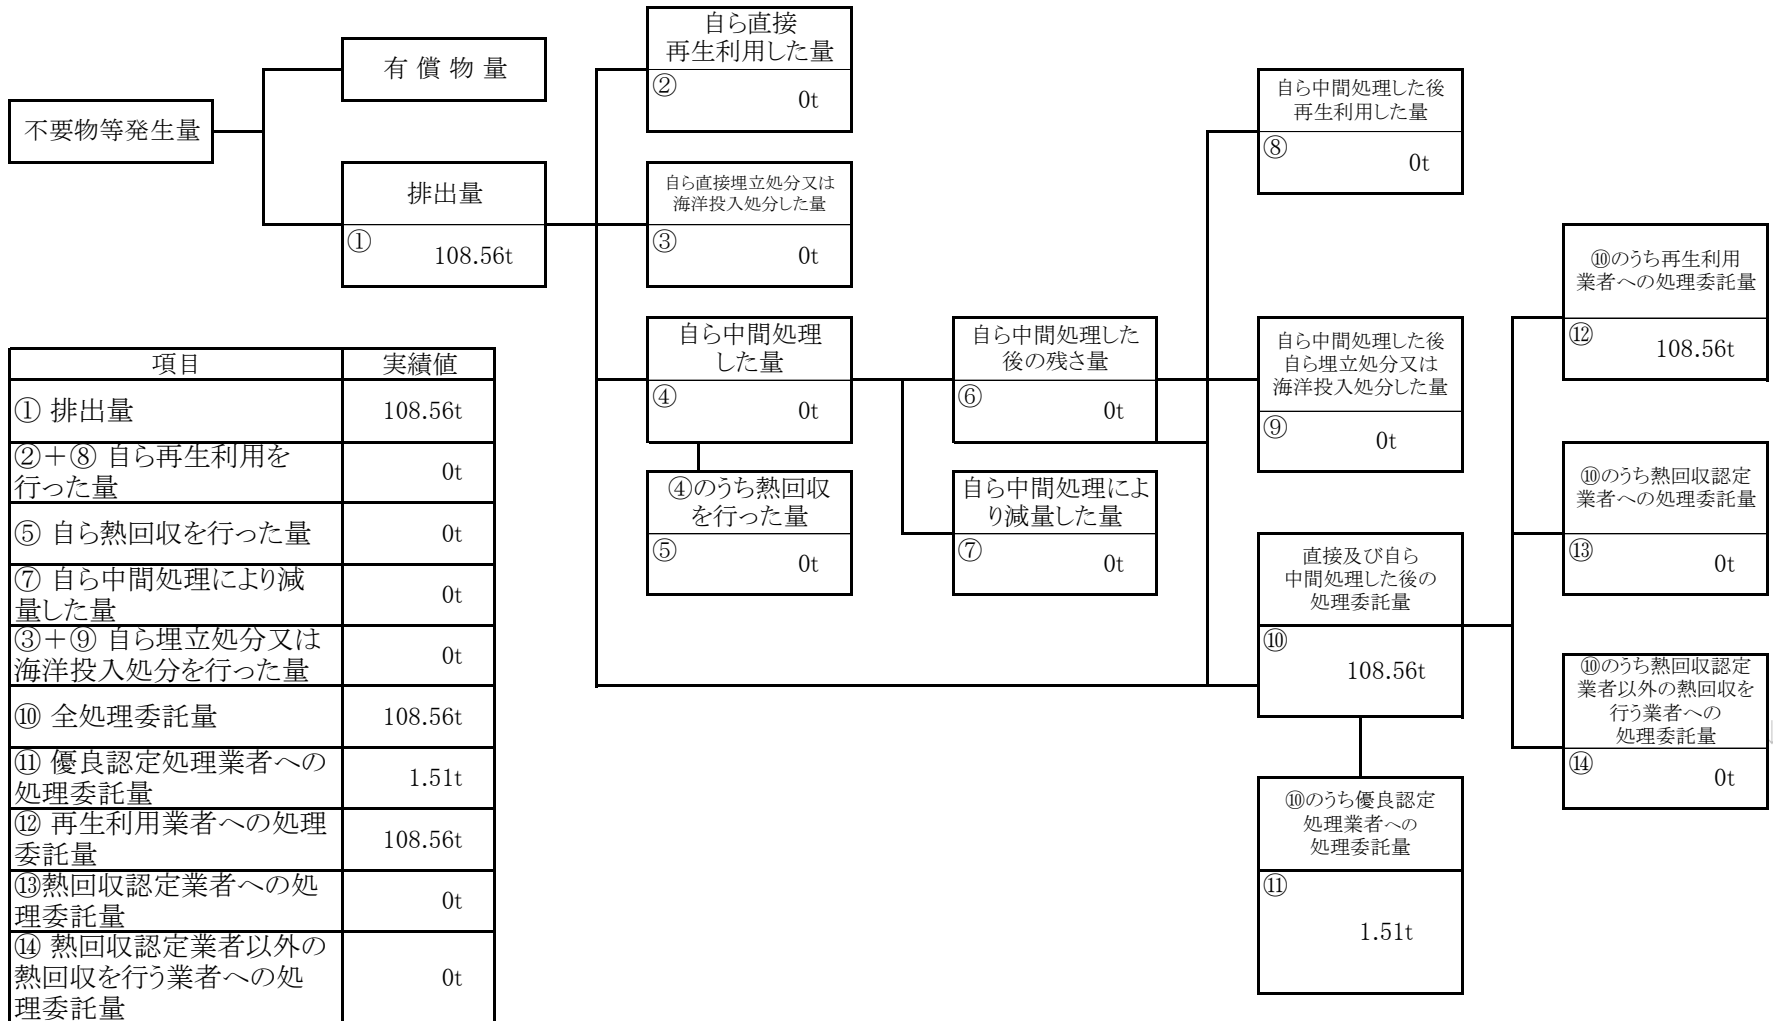 不要物等発生量
有 償 物 量
排出量
①
108.56t
自ら直接
再生利用した量
②
0t
自ら直接埋立処分又は
海洋投入処分した量
③
0t
自ら中間処理
した量
④
0t
④のうち熱回収
を行った量
⑤
0t
自ら中間処理した
後の残さ量
⑥
0t
自ら中間処理によ
り減量した量
⑦
0t
自ら中間処理した後
再生利用した量
⑧
0t
自ら中間処理した後
自ら埋立処分又は
海洋投入処分した量
⑨
0t
直接及び自ら
中間処理した後の
処理委託量
⑩
108.56t
⑩のうち優良認定
処理業者への
処理委託量
⑪
1.51t
⑩のうち再生利用
業者への処理委託量
⑫
108.56t
⑩のうち熱回収認定
業者への処理委託量
⑬
0t
⑩のうち熱回収認定
業者以外の熱回収を
行う業者への
処理委託量
⑭
0t
項目 実績値
① 排出量 108.56t
②＋⑧ 自ら再生利用を
行った量 0t
⑤ 自ら熱回収を行った量 0t
⑦ 自ら中間処理により減
量した量 0t
③＋⑨ 自ら埋立処分又は
海洋投入処分を行った量 0t
⑩ 全処理委託量 108.56t
⑪ 優良認定処理業者への
処理委託量 1.51t
⑫ 再生利用業者への処理
委託量 108.56t
⑬熱回収認定業者への処
理委託量 0t
⑭ 熱回収認定業者以外の
熱回収を行う業者への処
理委託量 0t